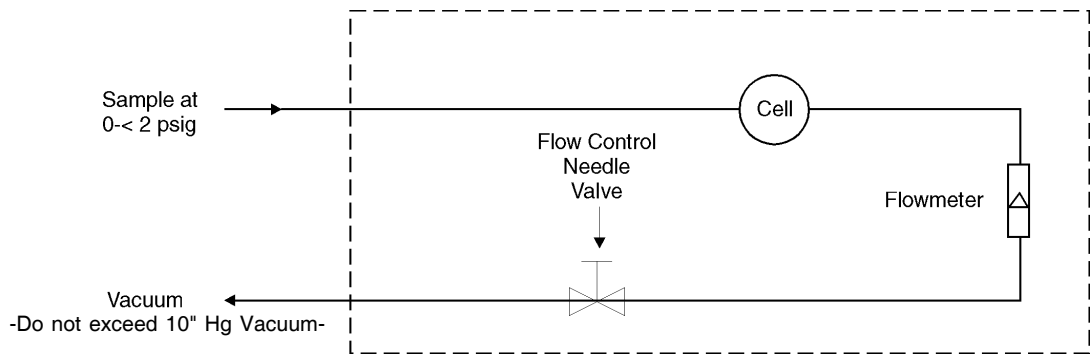 Sample at
0-< 2 psig
Cell
Flow Control
Needle
Valve
Flowmeter
Vacuum
-Do not exceed 10" Hg Vacuum-